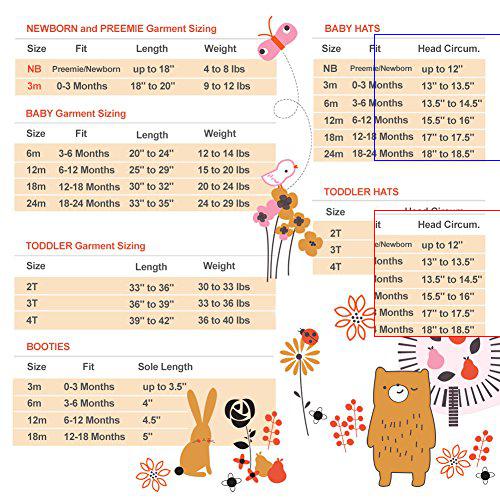 NEWBORN and PREEMIE Garment Sizing
Size Fit Length Weight
NB Preemie/Newborn up to 18" 4 to 8 lbs
3m 0-3 Months 18" to 20" 9 to 12 lbs
BABY Garment Sizing
Size Fit Length Weight
6m 3-6 Months 20" to 24" 12 to 14 lbs
12m 6-12 Months 25" to 29" 15 to 20 lbs
18m 12-18 Months 30" to 32" 20 to 24 lbs
24m 18-24 Months 33" to 35" 24 to 29 lbs
TODDLER Garment Sizing
Size Length Weight
2T 33" to 36" 30 to 33 lbs
3T 36" to 39" 33 to 36 lbs
4T 39" to 42" 36 to 40 lbs
BOOTIES
Size Fit Sole Length
3m 0-3 Months up to 3.5"
6m 3-6 Months 4"
12m 6-12 Months 4.5"
18m 12-18 Months 5"
BABY HATS
Size Fit Head Circum.
NB Preemie/Newborn up to 12"
3m 0-3 Months 13" to 13.5"
6m 3-6 Months 13.5" to 14.5"
12m 6-12 Months 15.5" to 16"
18m 12-18 Months 17" to 17.5"
24m 18-24 Months 18" to 18.5"
TODDLER HATS
Size Head Circum.
2T
3T
4T
it Head Circum.
e/Newborn up to 12"
Months 13" to 13.5"
Months 13.5" to 14.5"
Months 15.5" to 16"
Months 17" to 17.5"
Months 18" to 18.5"